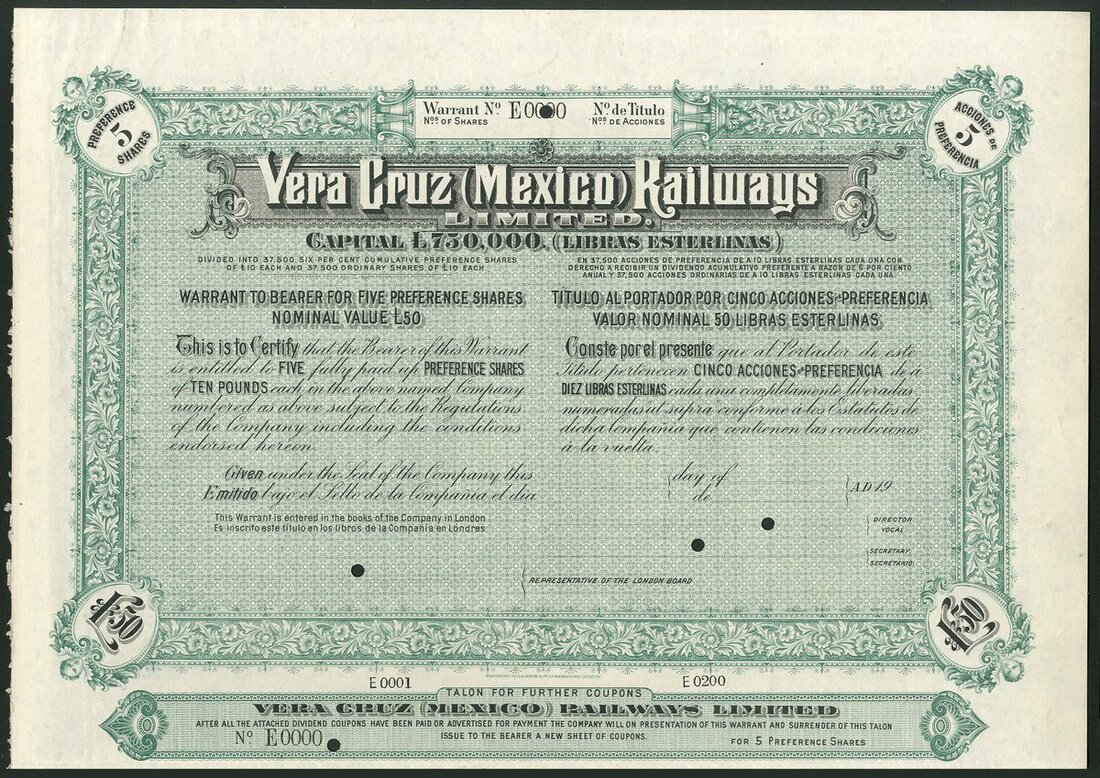 PREFERENCE 5 SHARES
Warrant Nº E0000 Nº de Título
Nos. OF SHARES Nos. DE ACCIONES
ACCIONES DE 5 PREFERENCIA
Vera Cruz (Mexico) Railways
LIMITED.
CAPITAL £750,000. (LIBRAS ESTERLINAS)
DIVIDED INTO 37,500 SIX PER CENT CUMULATIVE PREFERENCE SHARES
OF £10 EACH AND 37,500 ORDINARY SHARES OF £10 EACH
EN 37,500 ACCIONES DE PREFERENCIA DE A 10 LIBRAS ESTERLINAS CADA UNA CON
DERECHO A RECIBIR UN DIVIDENDO ACUMULATIVO PREFERENTE A RAZON DE 6 POR CIENTO
ANUAL Y 37,500 ACCIONES ORDINARIAS DE A 10 LIBRAS ESTERLINAS CADA UNA
WARRANT TO BEARER FOR FIVE PREFERENCE SHARES
NOMINAL VALUE £50
This is to Certify that the Bearer of this Warrant
is entitled to FIVE fully paid up PREFERENCE SHARES
of TEN POUNDS each in the above named Company
numbered as above subject to the Regulations
of the Company including the conditions
endorsed hereon.
TÍTULO AL PORTADOR POR CINCO ACCIONES DE PREFERENCIA
VALOR NOMINAL 50 LIBRAS ESTERLINAS
Conste por el presente que al Portador de este
Título pertenecen CINCO ACCIONES DE PREFERENCIA de á
DIEZ LIBRAS ESTERLINAS cada una completamente liberadas
numeradas ut supra conforme á los Estatutos de
dicha Compañia que contienen las condiciones
á la vuelta.
Given under the Seal of the Company this day of
Emitido bajo el Sello de la Compañia el dia de
A.D. 19
This Warrant is entered in the books of the Company in London
Es inscrito este título en los libros de la Compañia en Londres
DIRECTOR
VOCAL.
SECRETARY.
SECRETARIO.
REPRESENTATIVE OF THE LONDON BOARD
£50
£50
E 0001 E 0200
TALON FOR FURTHER COUPONS
VERA CRUZ (MEXICO) RAILWAYS LIMITED
AFTER ALL THE ATTACHED DIVIDEND COUPONS HAVE BEEN PAID OR ADVERTISED FOR PAYMENT THE COMPANY WILL ON PRESENTATION OF THIS WARRANT AND SURRENDER OF THIS TALON
ISSUE TO THE BEARER A NEW SHEET OF COUPONS.
Nº E0000
FOR 5 PREFERENCE SHARES